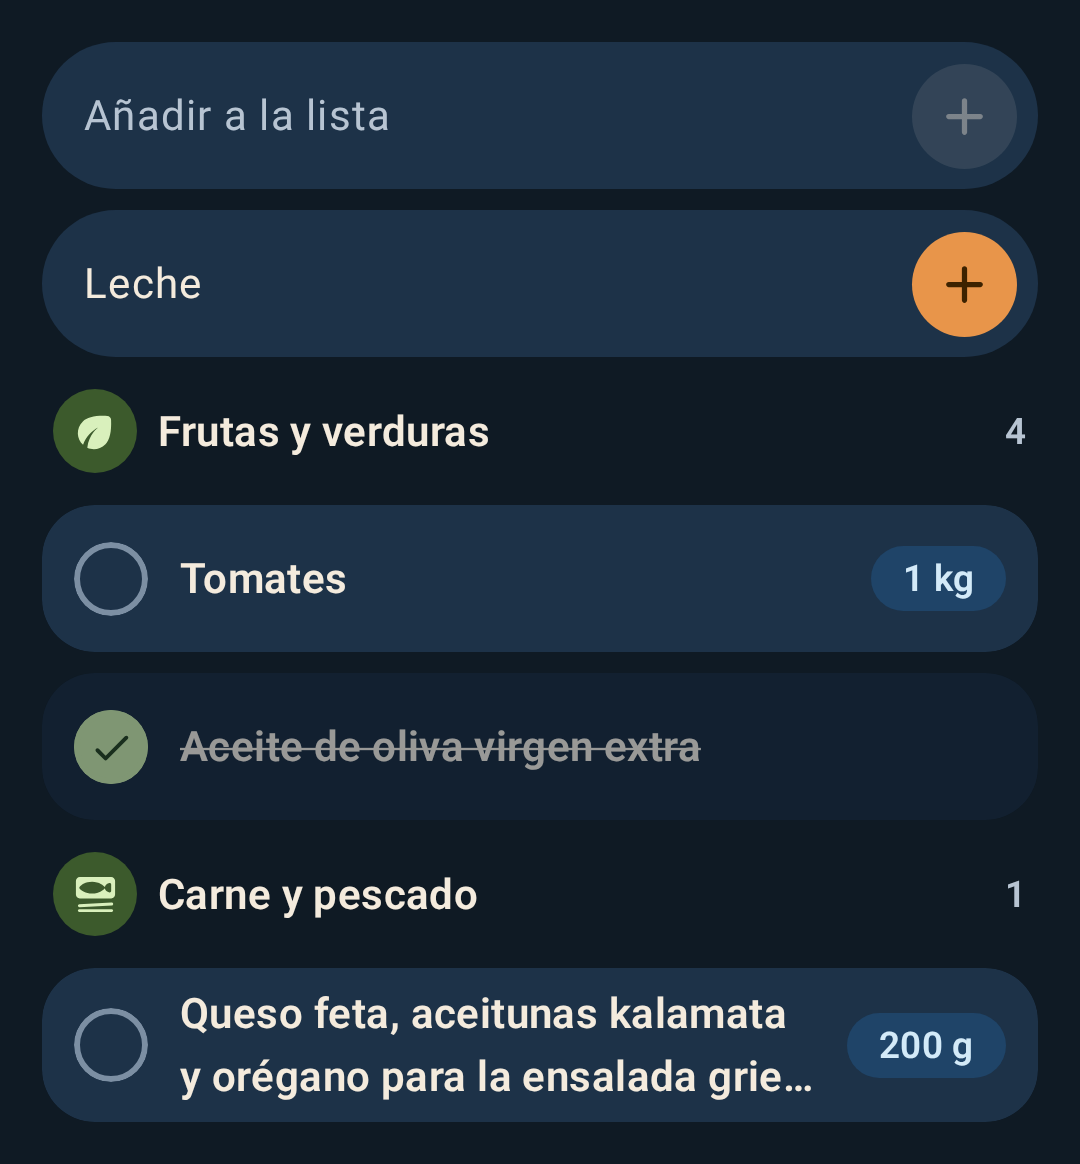 Añadir a la lista
Leche
Frutas y verduras
4
Tomates
1 kg
Aceite de oliva virgen extra
Carne y pescado
1
Queso feta, aceitunas kalamata
y orégano para la ensalada grie…
200 g